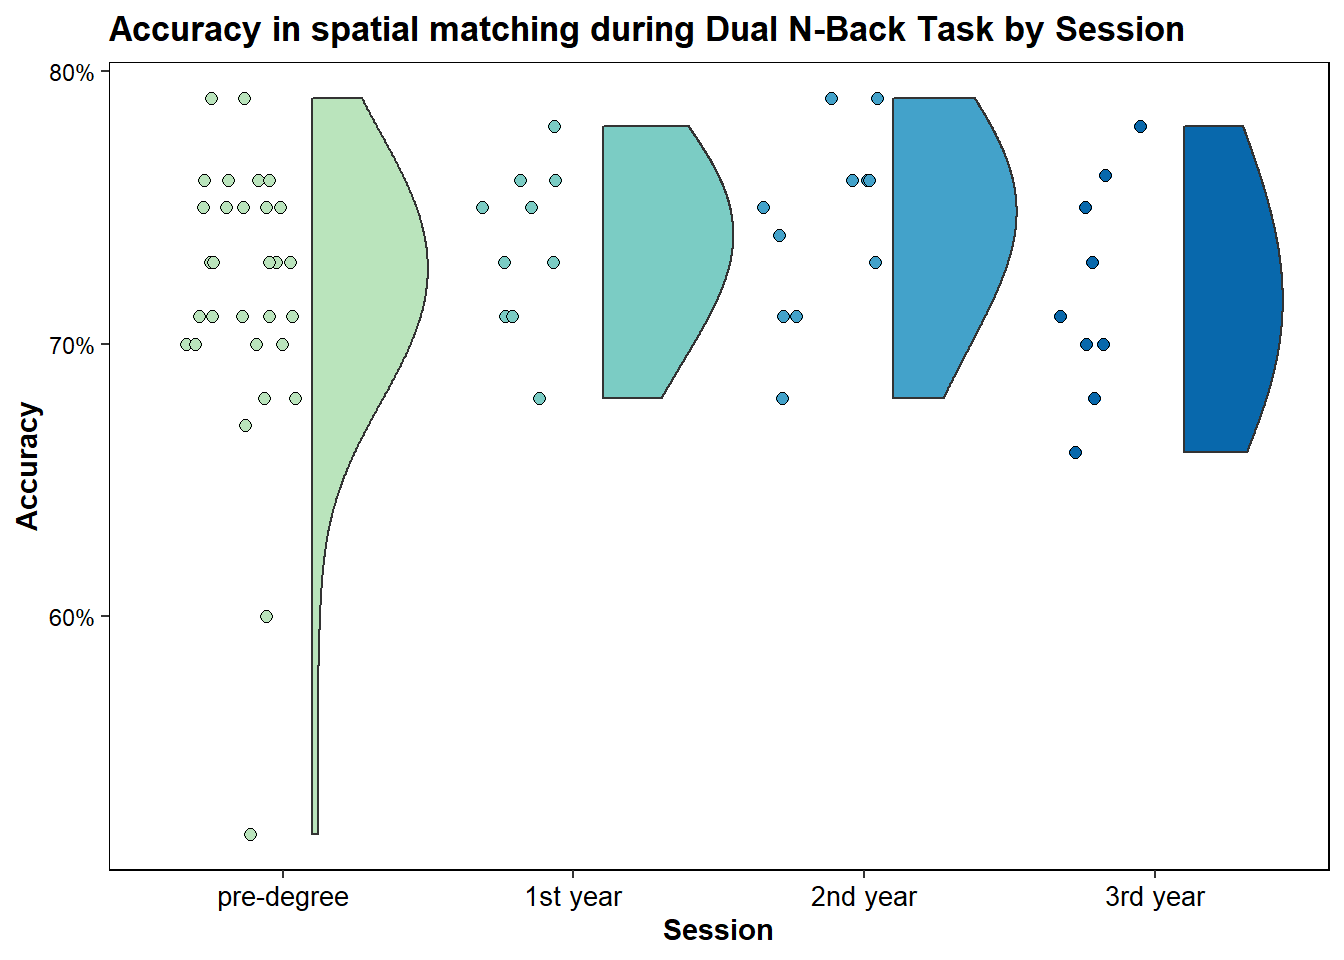 Accuracy in spatial matching during Dual N-Back Task by Session
80%
70%
60%
Accuracy
pre-degree
1st year
2nd year
3rd year
Session